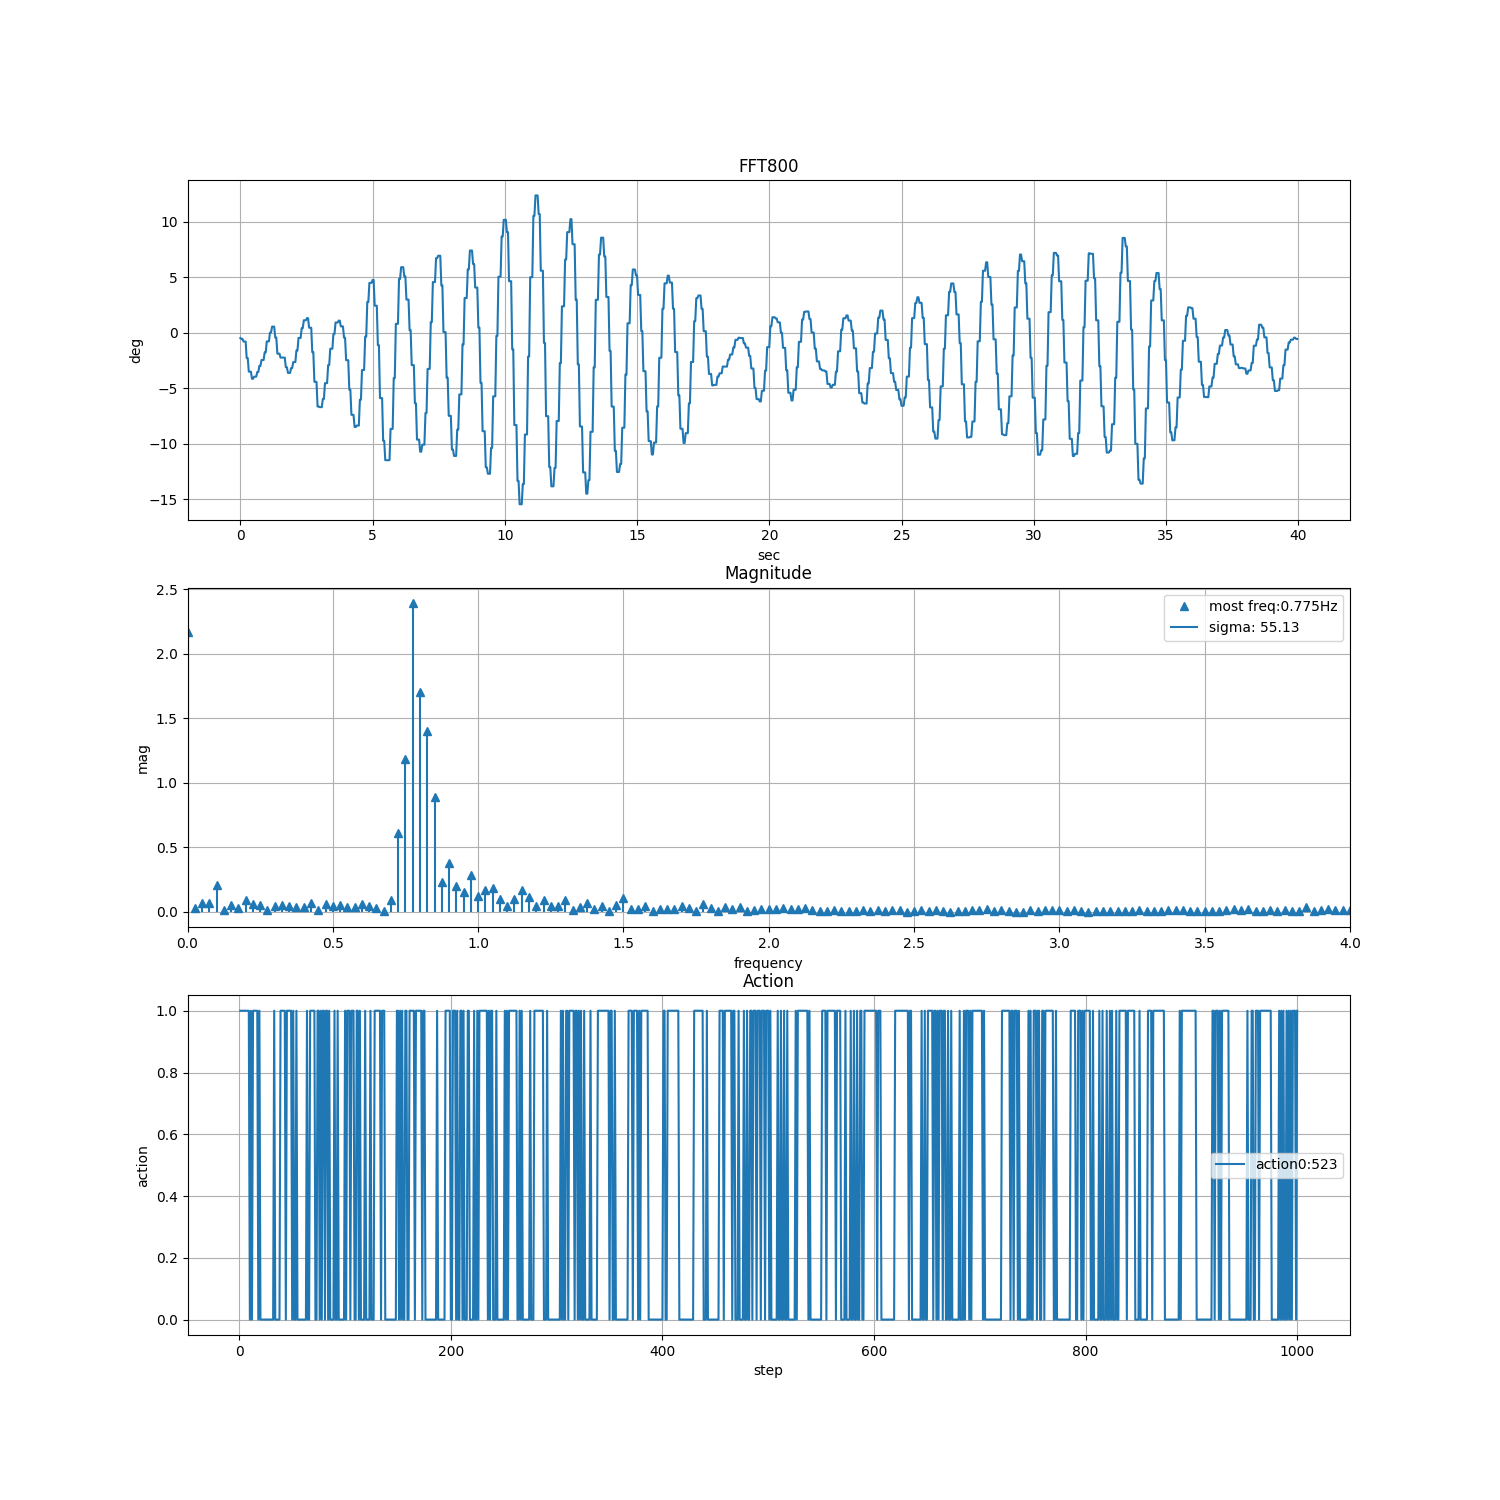 FFT800
10
5
0
−5
−10
−15
deg
0 5 10 15 20 25 30 35 40
sec
Magnitude
2.5
2.0
1.5
1.0
0.5
0.0
mag
most freq:0.775Hz
sigma: 55.13
0.0 0.5 1.0 1.5 2.0 2.5 3.0 3.5 4.0
frequency
Action
1.0
0.8
0.6
0.4
0.2
0.0
action
action0:523
0 200 400 600 800 1000
step